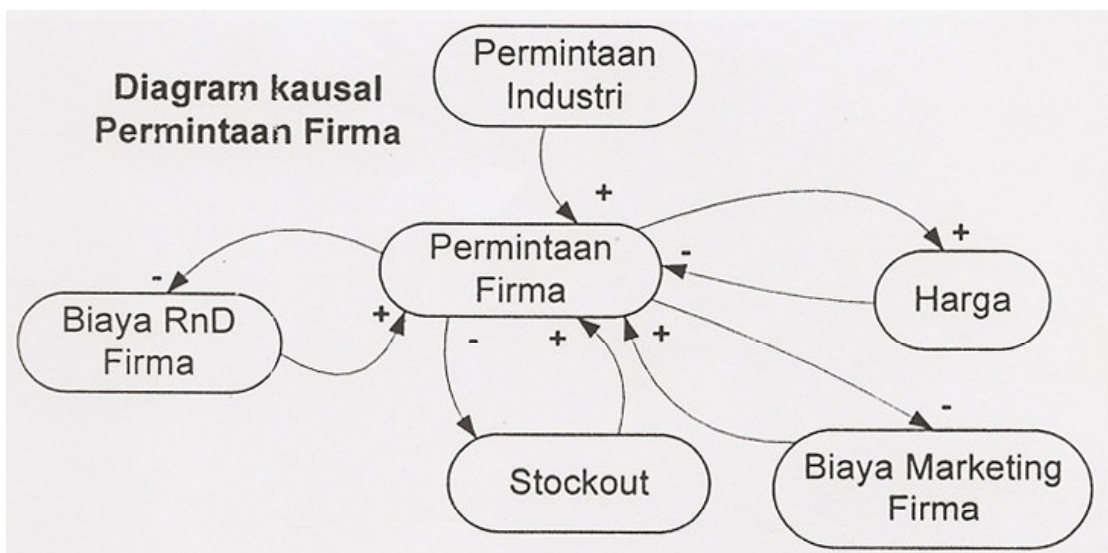 Diagram kausal
Permintaan Firma
Permintaan
Industri
+
Permintaan
Firma
+
-
Harga
-
Biaya RnD
Firma
+
-
+
+
-
Stockout
Biaya Marketing
Firma